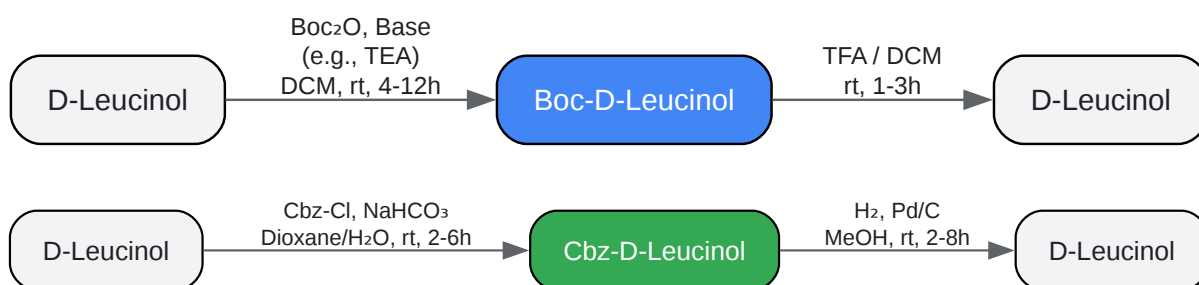 D-Leucinol
Boc₂O, Base
(e.g., TEA)
DCM, rt, 4-12h
Boc-D-Leucinol
TFA / DCM
rt, 1-3h
D-Leucinol
D-Leucinol
Cbz-Cl, NaHCO₃
Dioxane/H₂O, rt, 2-6h
Cbz-D-Leucinol
H₂, Pd/C
MeOH, rt, 2-8h
D-Leucinol